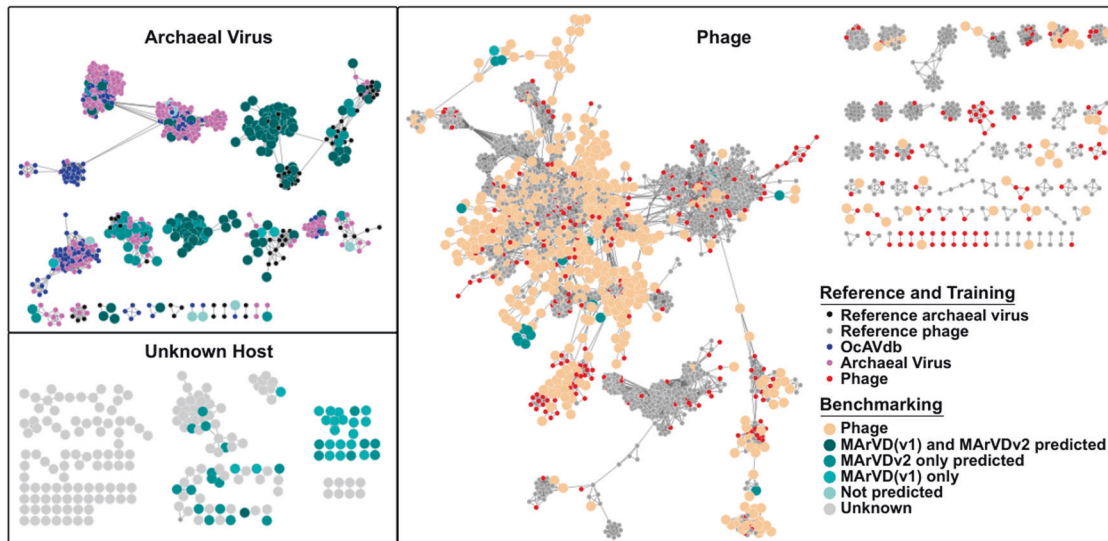 Archaeal Virus
Phage
Unknown Host
Reference and Training
Reference archaeal virus
Reference phage
OcAVdb
Archaeal Virus
Phage
Benchmarking
Phage
MArVD(v1) and MArVDv2 predicted
MArVDv2 only predicted
MArVD(v1) only
Not predicted
Unknown